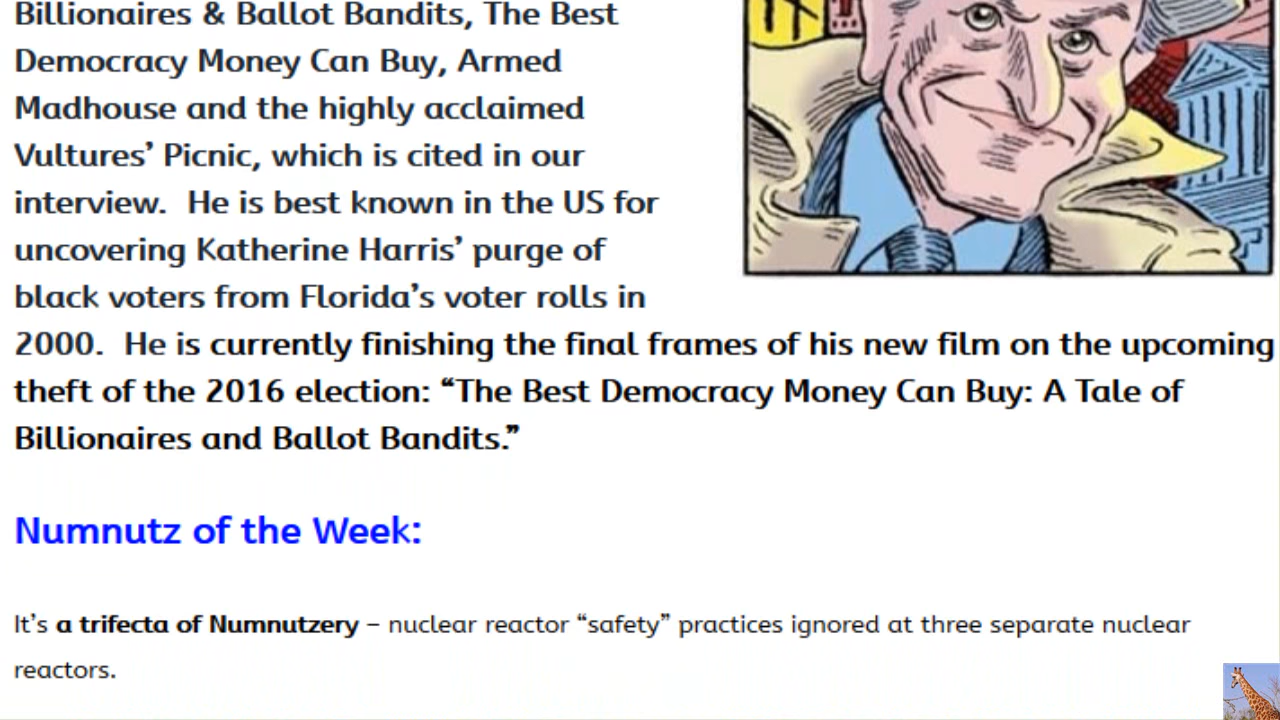 Billionaires & Ballot Bandits, The Best
Democracy Money Can Buy, Armed
Madhouse and the highly acclaimed
Vultures’ Picnic, which is cited in our
interview.  He is best known in the US for
uncovering Katherine Harris’ purge of
black voters from Florida’s voter rolls in
2000.  He is currently finishing the final frames of his new film on the upcoming
theft of the 2016 election: “The Best Democracy Money Can Buy: A Tale of
Billionaires and Ballot Bandits.”
Numnutz of the Week:
It’s a trifecta of Numnutzery – nuclear reactor “safety” practices ignored at three separate nuclear
reactors.